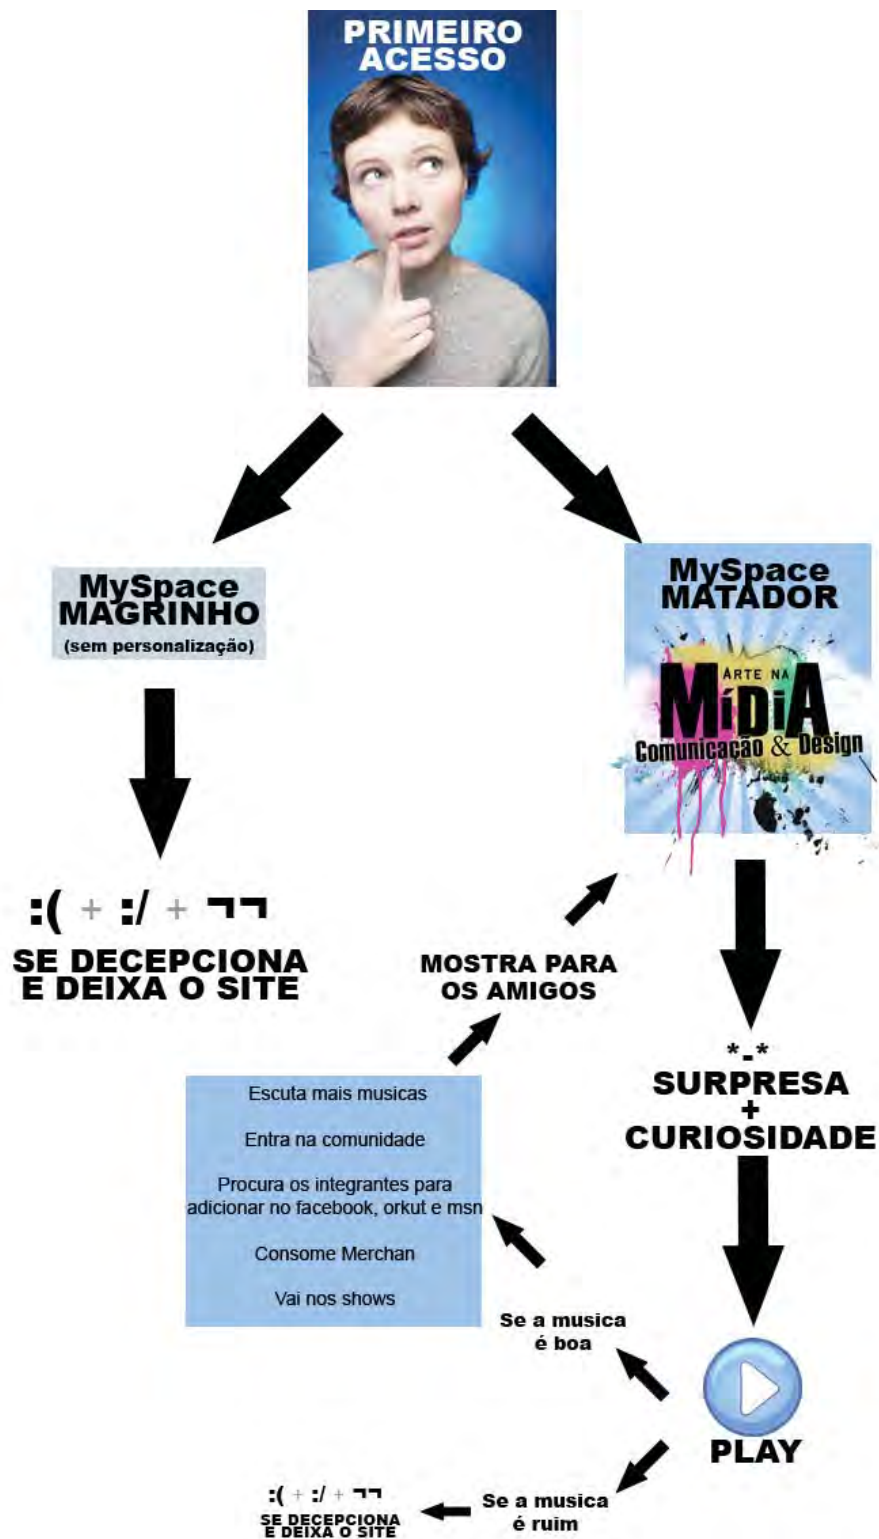 PRIMEIRO
ACESSO
MySpace
MAGRINHO
(sem personalização)
:( + :/ + ¬¬
SE DECEPCIONA
E DEIXA O SITE
MySpace
MATADOR
ARTE NA
MíDiA
Comunicação & Design
*-*
SURPRESA
+
CURIOSIDADE
PLAY
Se a musica
é boa
Escuta mais musicas
Entra na comunidade
Procura os integrantes para
adicionar no facebook, orkut e msn
Consome Merchan
Vai nos shows
MOSTRA PARA
OS AMIGOS
Se a musica
é ruim
:( + :/ + ¬¬
SE DECEPCIONA
E DEIXA O SITE